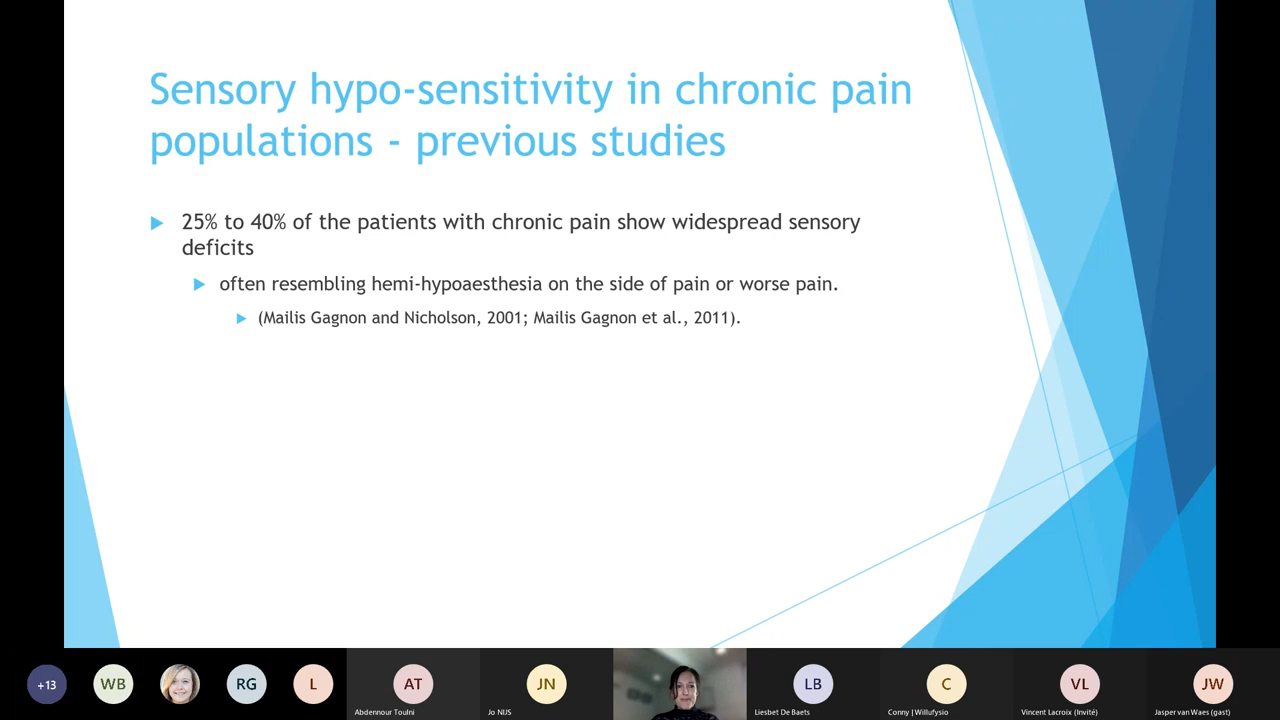 Sensory hypo-sensitivity in chronic pain
populations - previous studies
25% to 40% of the patients with chronic pain show widespread sensory
deficits
often resembling hemi-hypoaesthesia on the side of pain or worse pain.
(Mailis Gagnon and Nicholson, 2001; Mailis Gagnon et al., 2011).
+13
WB
RG
L
AT
JN
LB
C
VL
JW
Abdennour Toulni
Jo NIJS
Liesbet De Baets
Conny | Willufysio
Vincent Lacroix (Invité)
Jasper van Waes (gast)